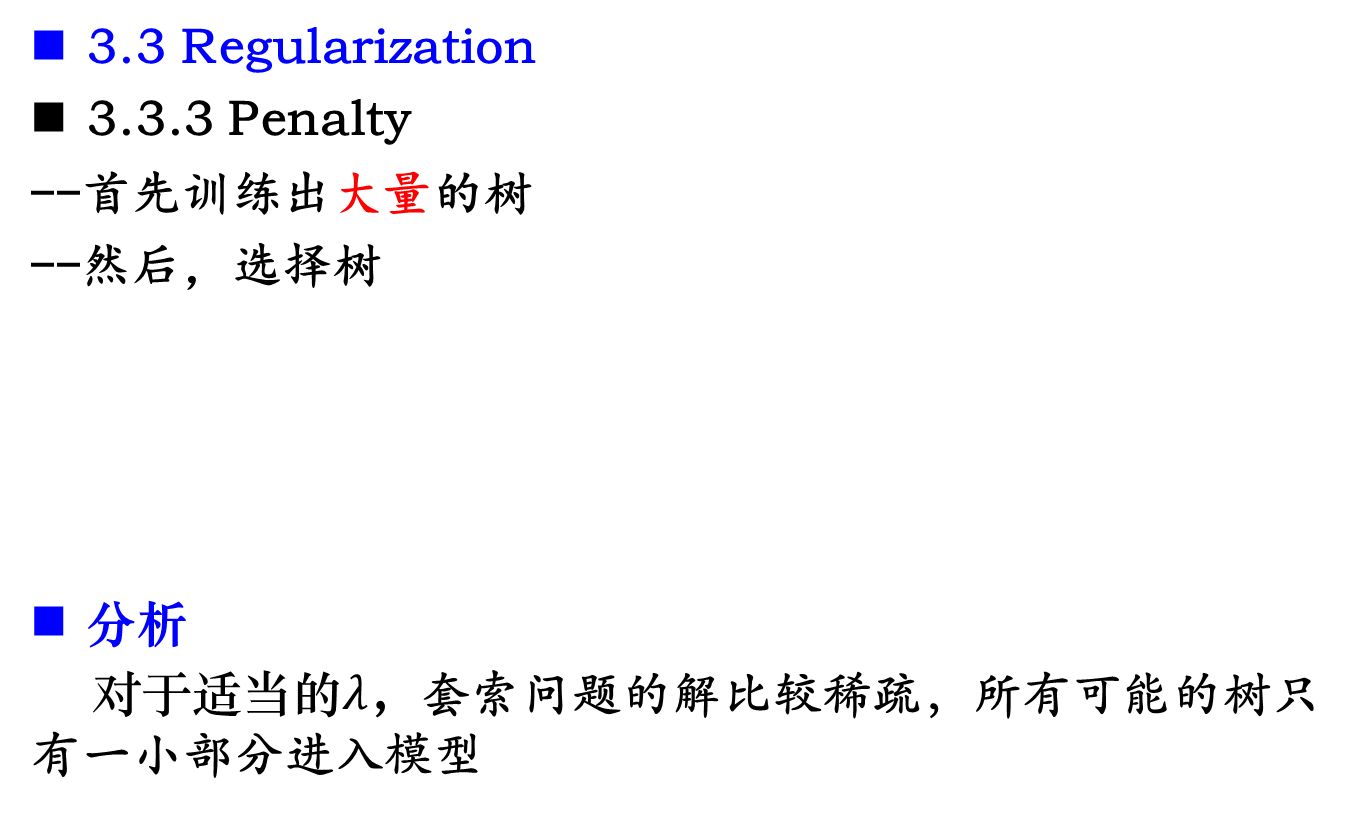 ■ 3.3 Regularization
■ 3.3.3 Penalty
--首先训练出大量的树
--然后，选择树
■ 分析
对于适当的λ，套索问题的解比较稀疏，所有可能的树只
有一小部分进入模型